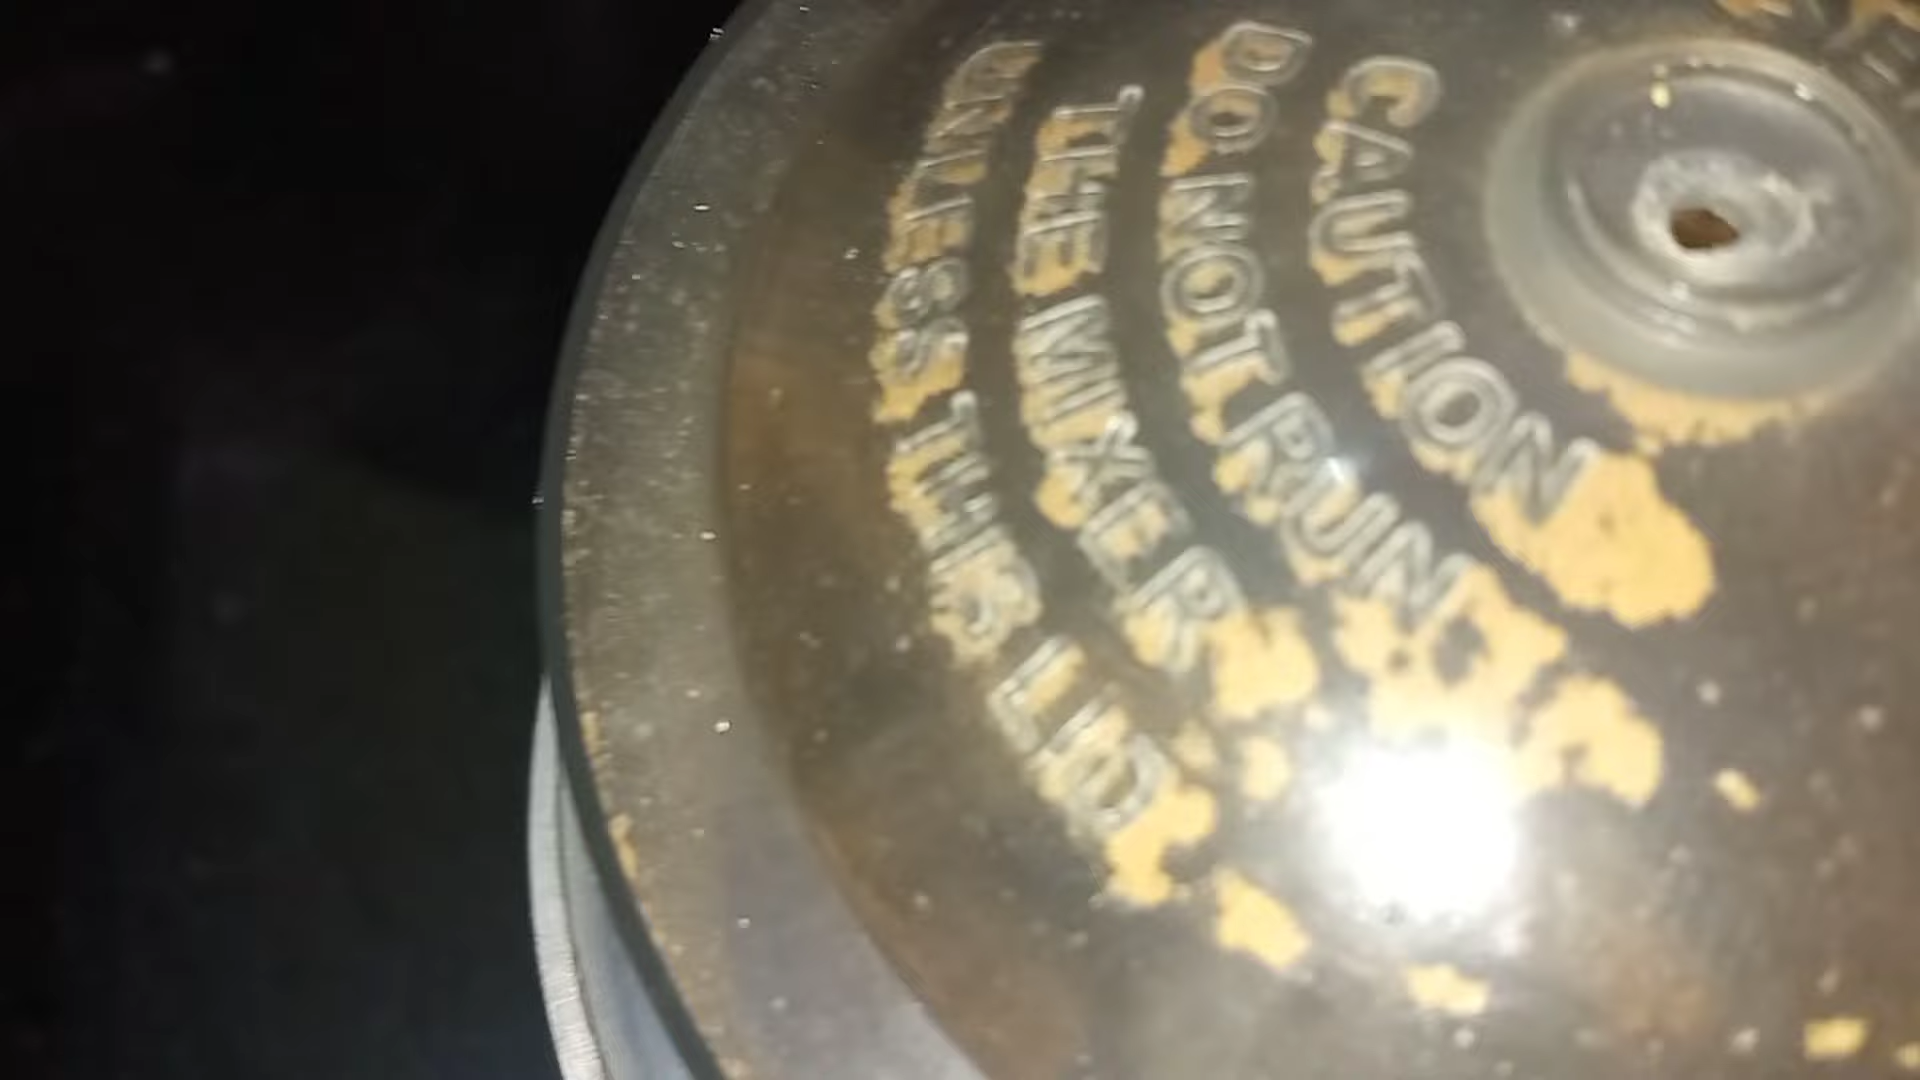 CAUTION
DO NOT RUN
THE MIXER
UNLESS THIS LID